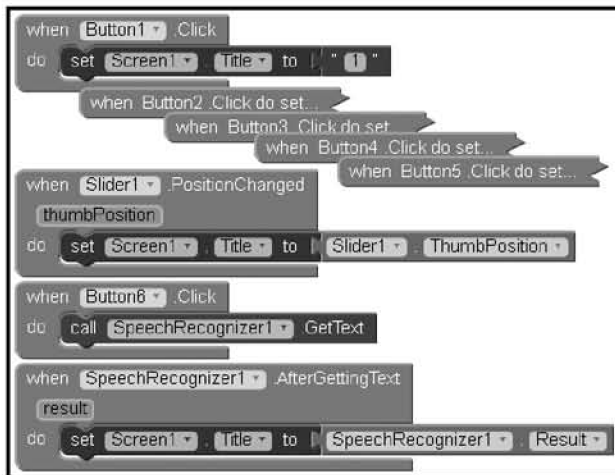 when Button1 .Click
do set Screen1 . Title to " 1 "
when Button2 .Click do set...
when Button3 .Click do set...
when Button4 .Click do set...
when Button5 .Click do set...
when Slider1 .PositionChanged
thumbPosition
do set Screen1 . Title to Slider1 . ThumbPosition
when Button6 .Click
do call SpeechRecognizer1 .GetText
when SpeechRecognizer1 .AfterGettingText
result
do set Screen1 . Title to SpeechRecognizer1 . Result